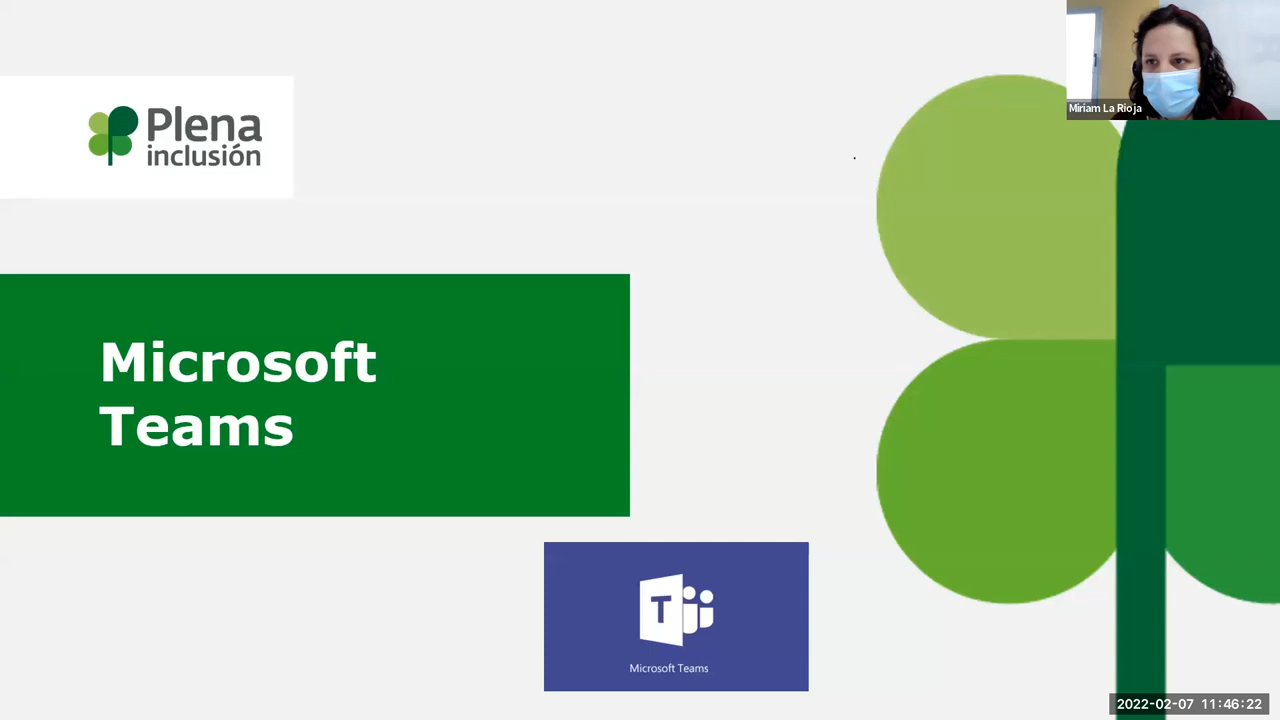 Miriam La Rioja
Plena
inclusión
Microsoft
Teams
T
Microsoft Teams
2022-02-07 11:46:22